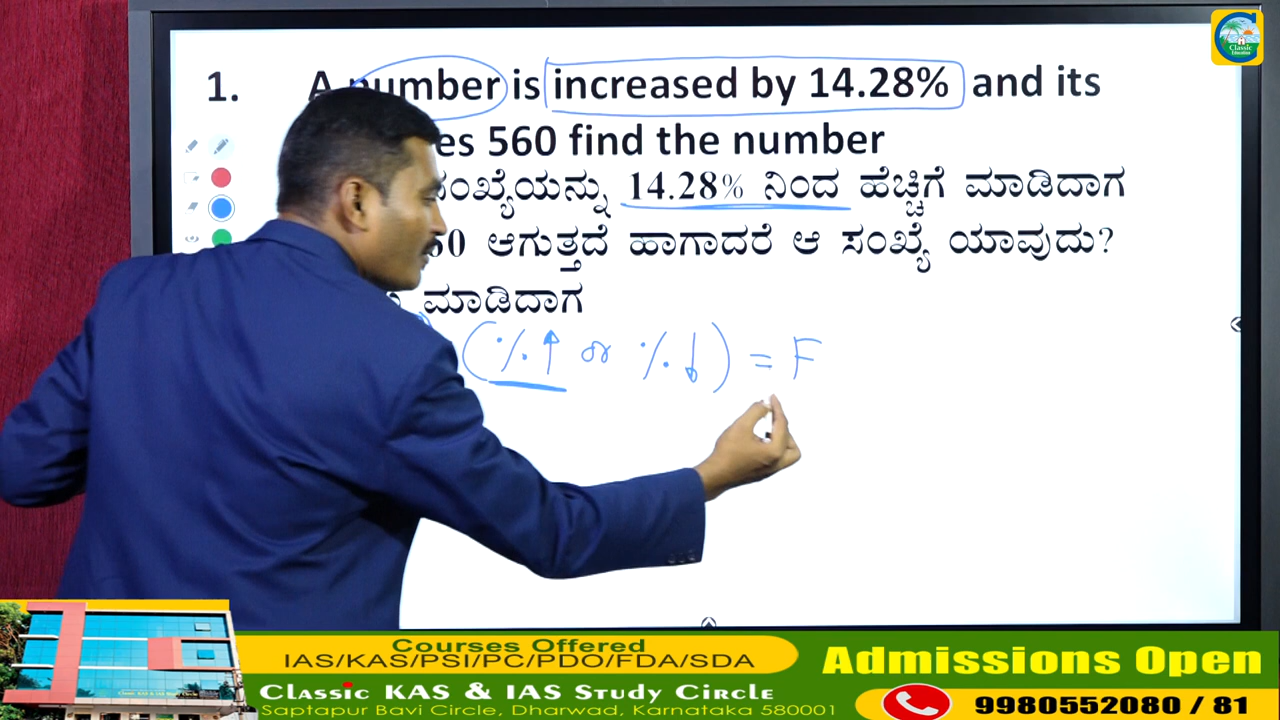 1. A number is increased by 14.28% and its
560 find the number
14.28% ನಿಂದ ಹೆಚ್ಚಿಗೆ ಮಾಡಿದಾಗ
ಆಗುತ್ತದೆ ಹಾಗಾದರೆ ಆ ಸಂಖ್ಯೆ ಯಾವುದು?
ಮಾಡಿದಾಗ
(%↑ or %↓) = F
Classic
Education
Courses Offered
IAS/KAS/PSI/PC/PDO/FDA/SDA
Classic KAS & IAS Study Circle
Saptapur Bavi Circle, Dharwad, Karnataka 580001
Admissions Open
9980552080 / 81